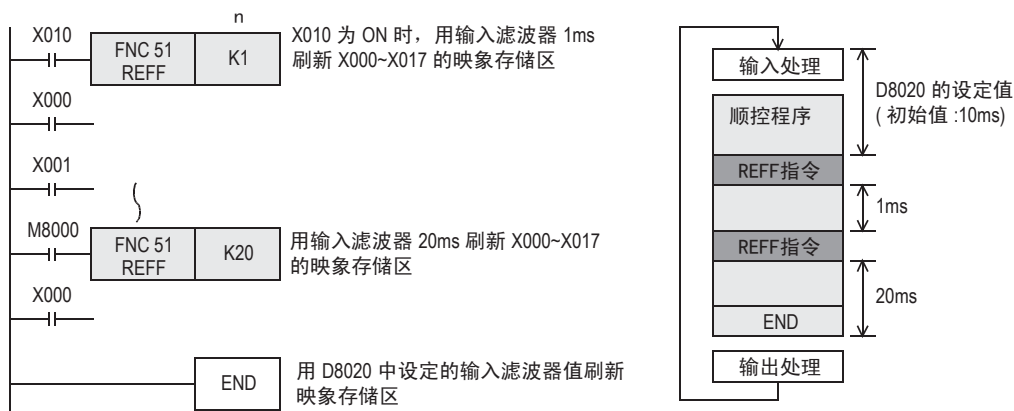 n
X010
FNC 51
REFF
K1
X010 为 ON 时，用输入滤波器 1ms
刷新 X000~X017 的映象存储区
X000
X001
M8000
FNC 51
REFF
K20
用输入滤波器 20ms 刷新 X000~X017
的映象存储区
X000
END
用 D8020 中设定的输入滤波器值刷新
映象存储区
输入处理
D8020 的设定值
( 初始值 :10ms)
顺控程序
REFF指令
1ms
REFF指令
20ms
END
输出处理